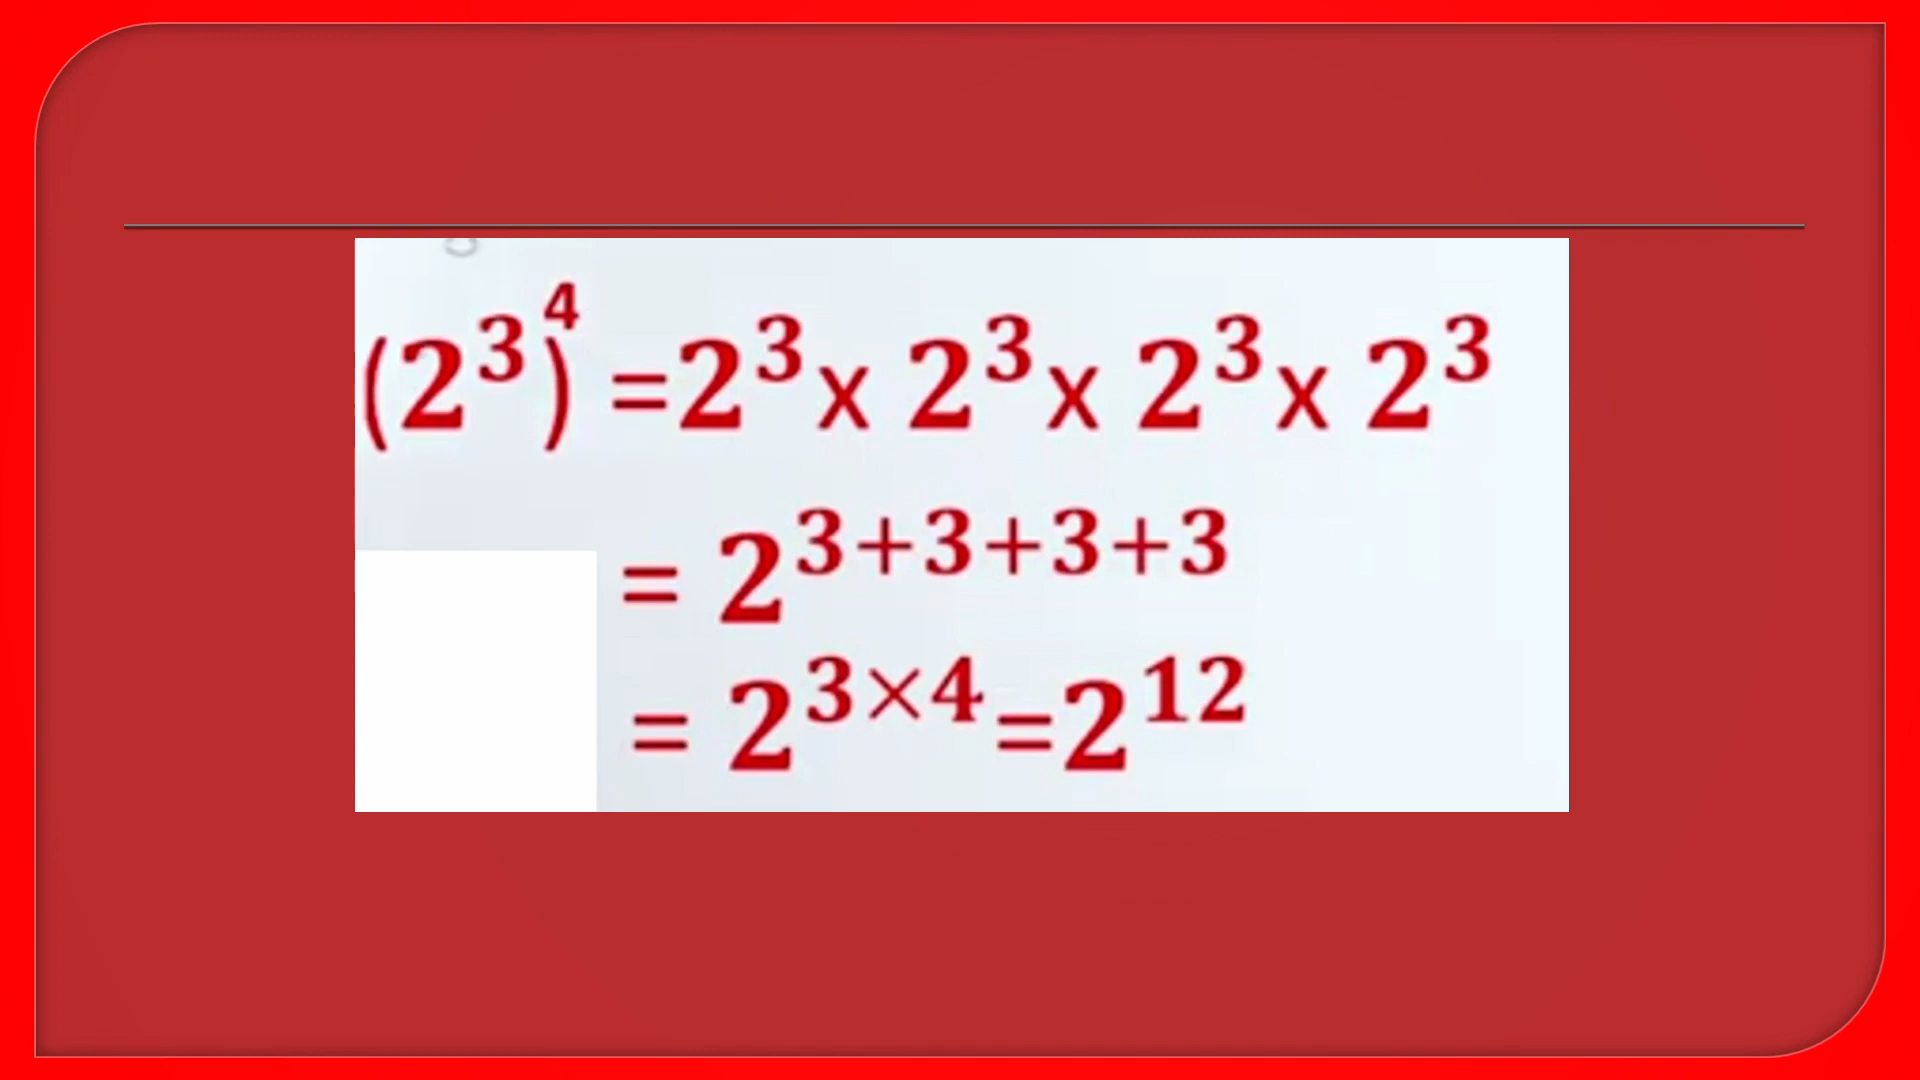 (2³)⁴ =2³x 2³x 2³x 2³
= 2³⁺³⁺³⁺³
= 2³ˣ⁴=2¹²